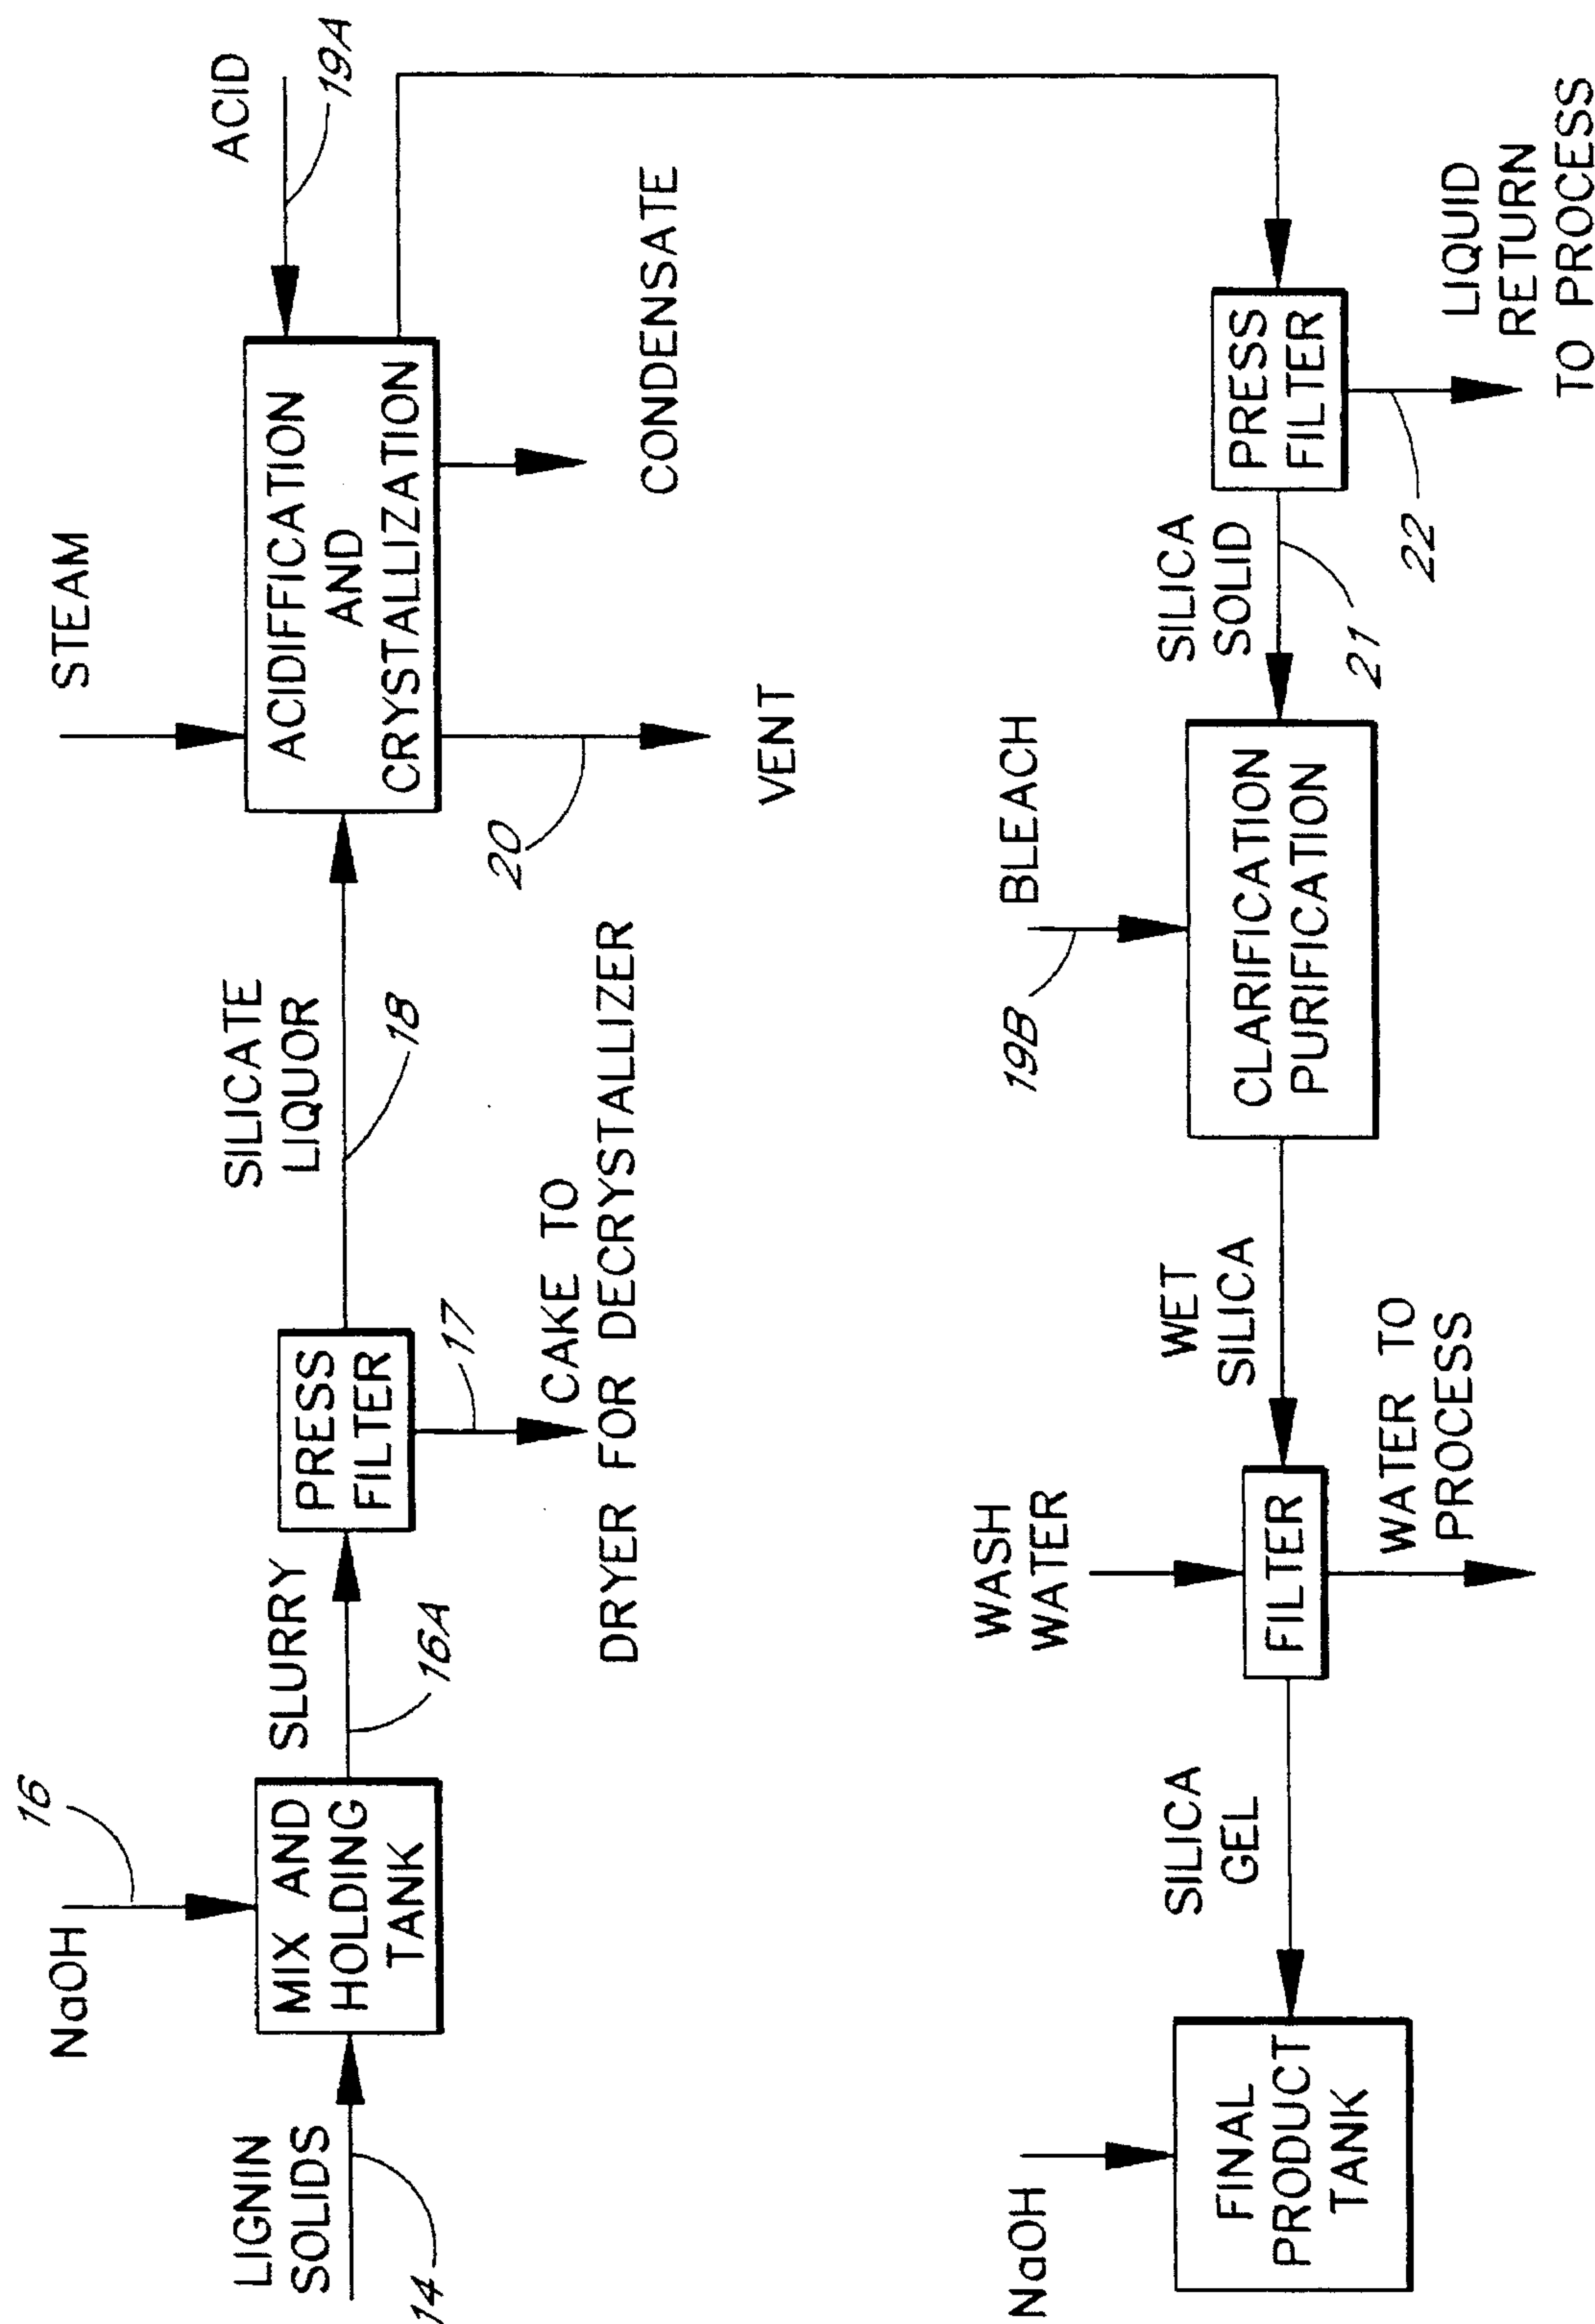 NaOH
16
STEAM
ACID
19A
LIGNIN
SOLIDS
14
MIX AND
HOLDING
TANK
SLURRY
16A
PRESS
FILTER
17
CAKE TO
DRYER FOR DECRYSTALLIZER
SILICATE
LIQUOR
18
ACIDIFFICATION
AND
CRYSTALLIZATION
20
VENT
CONDENSATE
NaOH
FINAL
PRODUCT
TANK
SILICA
GEL
WASH
WATER
FILTER
WATER TO
PROCESS
WET
SILICA
19B
BLEACH
CLARIFICATION
PURIFICATION
SILICA
SOLID
21
PRESS
FILTER
22
LIQUID
RETURN
TO PROCESS